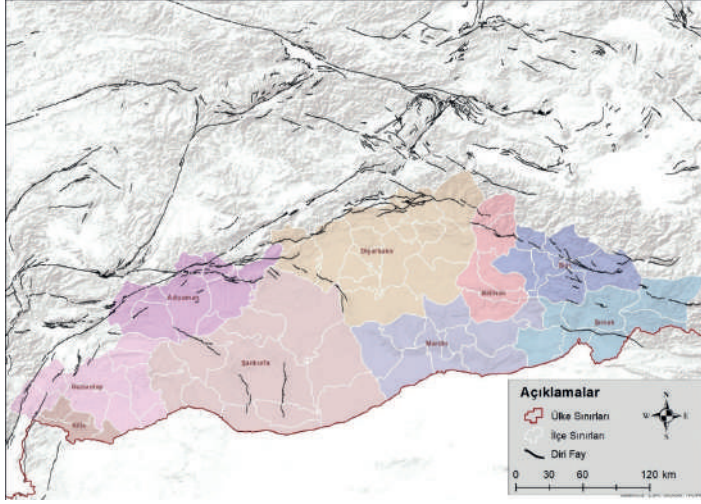 Diyarbakır
Siirt
Batman
Adıyaman
Şırnak
Mardin
Şanlıurfa
Gaziantep
Kilis
Açıklamalar
Ülke Sınırları
İlçe Sınırları
Diri Fay
N
W E
S
0 30 60 120 km